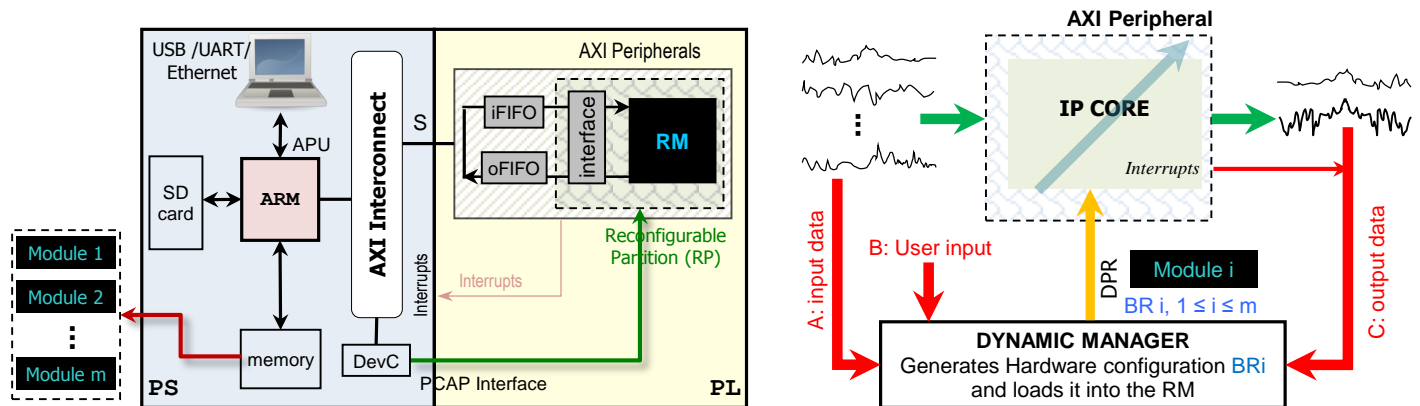 USB /UART/
Ethernet
APU
SD
card
ARM
AXI Interconnect
memory
DevC
PS
Module 1
Module 2
⋮
Module m
S
AXI Peripherals
iFIFO
oFIFO
interface
RM
Reconfigurable
Partition (RP)
Interrupts
Interrupts
PCAP Interface
PL
AXI Peripheral
⋮
IP CORE
Interrupts
A: input data
B: User input
DPR
Module i
BR i, 1 ≤ i ≤ m
C: output data
DYNAMIC MANAGER
Generates Hardware configuration BRi
and loads it into the RM